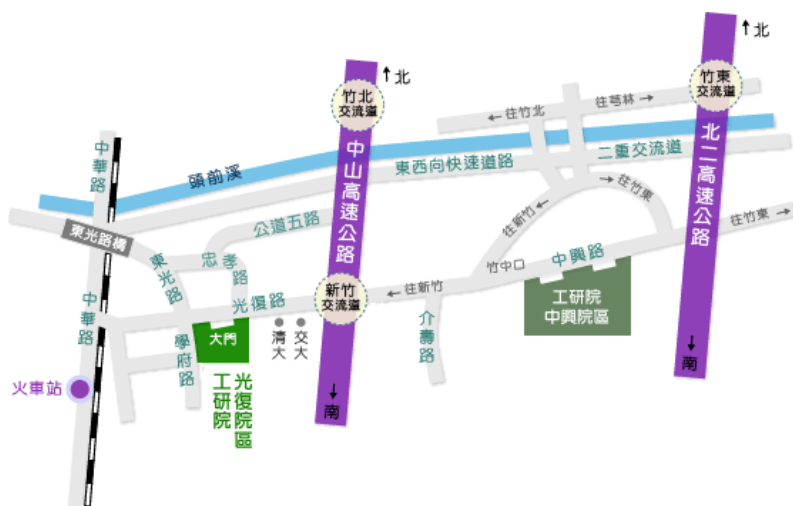 ↑北
竹東
交流道
↑北
竹北
交流道
←往竹北
往芎林→
中華路
中山高速公路
北二高速公路
頭前溪
東西向快速道路
二重交流道
往新竹
往竹東
公道五路
往竹東
東光路橋
東光路
忠孝路
竹中口
中興路
新竹
交流道
←往新竹
光復路
中華路
工研院
中興院區
介壽路
大門
清大
交大
學府路
↓南
火車站
光復院區
工研院
↓南